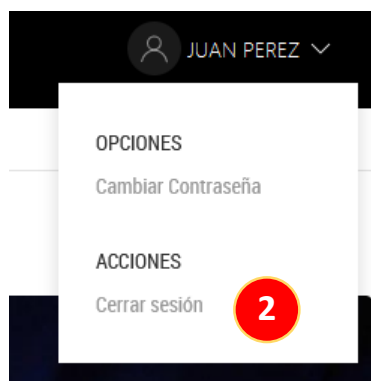 JUAN PEREZ
OPCIONES
Cambiar Contraseña
ACCIONES
Cerrar sesión
2